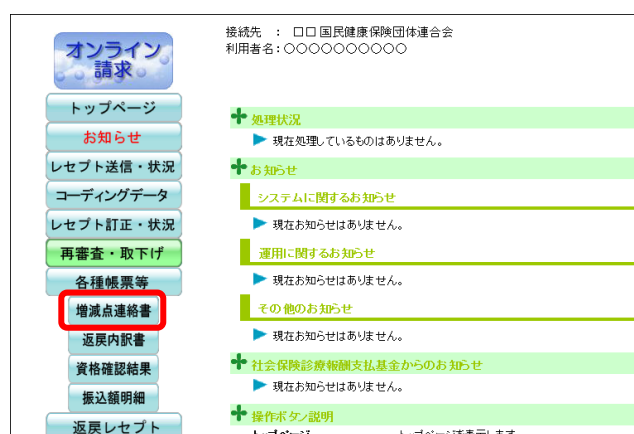 オンライン
請求
トップページ
お知らせ
レセプト送信・状況
コーディングデータ
レセプト訂正・状況
再審査・取下げ
各種帳票等
増減点連絡書
返戻内訳書
資格確認結果
振込額明細
返戻レセプト
接続先 : 口口国民健康保険団体連合会
利用者名:○○○○○○○○○○
処理状況
現在処理しているものはありません。
お知らせ
システムに関するお知らせ
現在お知らせはありません。
運用に関するお知らせ
現在お知らせはありません。
その他のお知らせ
現在お知らせはありません。
社会保険診療報酬支払基金からのお知らせ
現在お知らせはありません。
操作ボタン説明